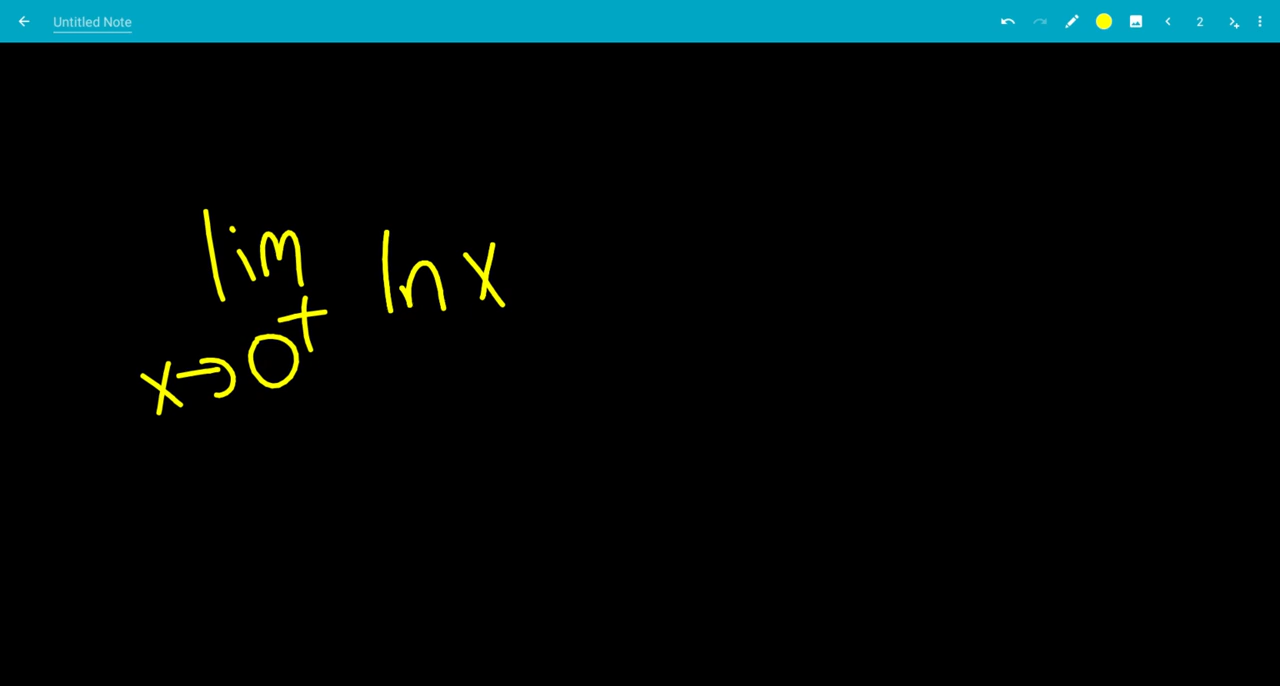 Untitled Note
2
lim ln x
x→0⁺